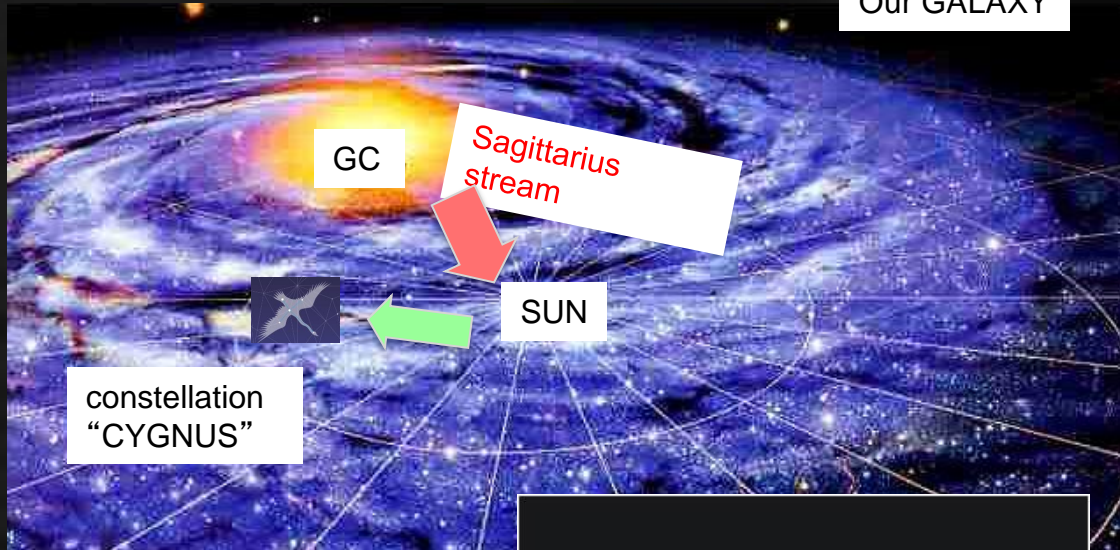 Our GALAXY
GC
Sagittarius
stream
SUN
constellation
“CYGNUS”